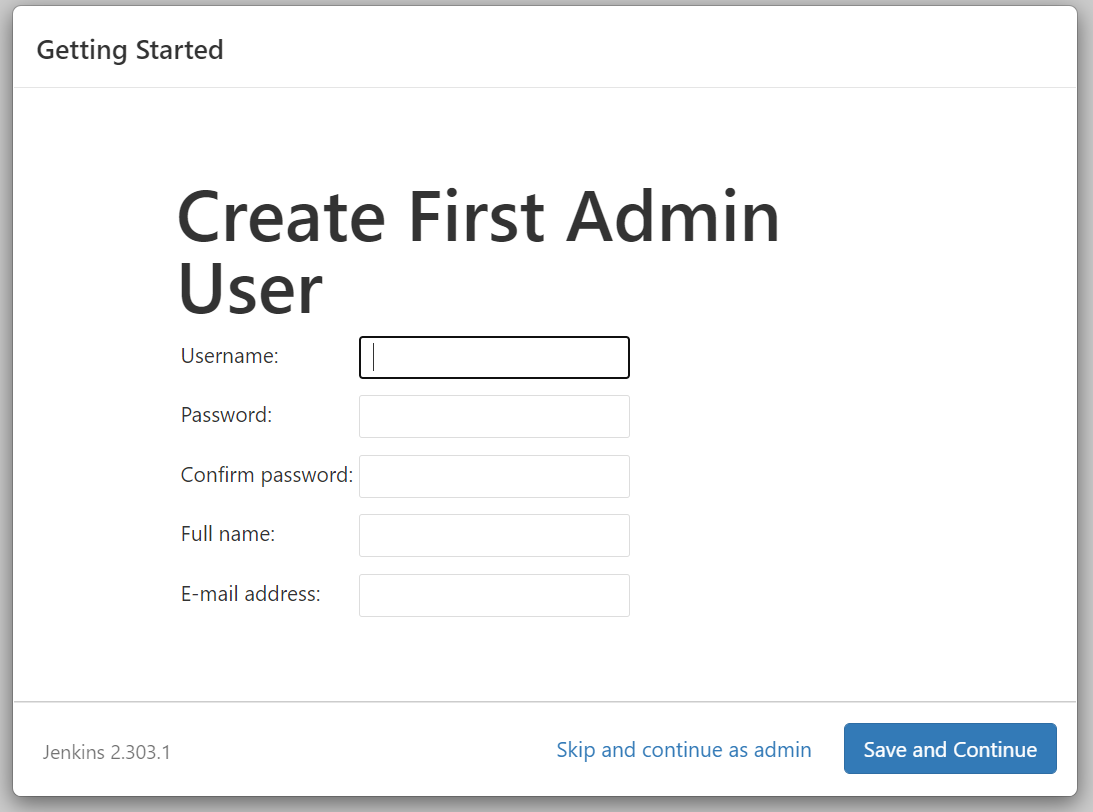 Getting Started
Create First Admin
User
Username:
Password:
Confirm password:
Full name:
E-mail address:
Jenkins 2.303.1
Skip and continue as admin
Save and Continue